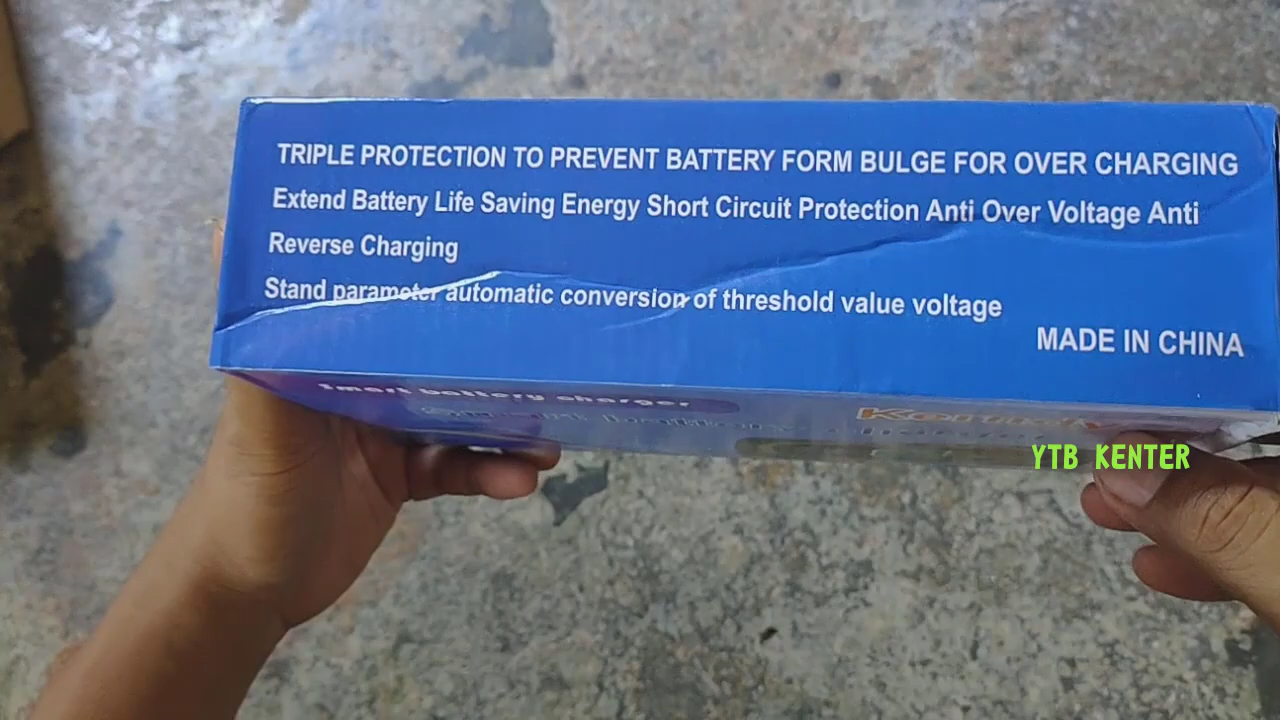 TRIPLE PROTECTION TO PREVENT BATTERY FORM BULGE FOR OVER CHARGING
Extend Battery Life Saving Energy Short Circuit Protection Anti Over Voltage Anti
Reverse Charging
Stand parameter automatic conversion of threshold value voltage
MADE IN CHINA
Smart battery charger
YTB KENTER